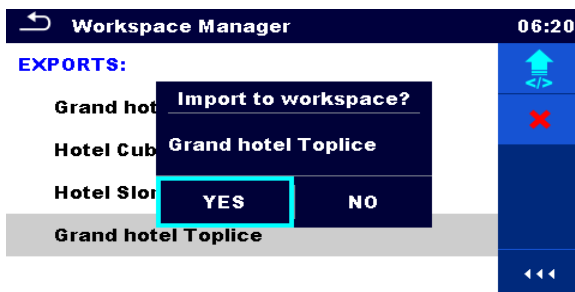 Workspace Manager 06:20
EXPORTS:
</>
Grand hot
Import to workspace?
Hotel Cub
Grand hotel Toplice
Hotel Slo
YES NO
Grand hotel Toplice